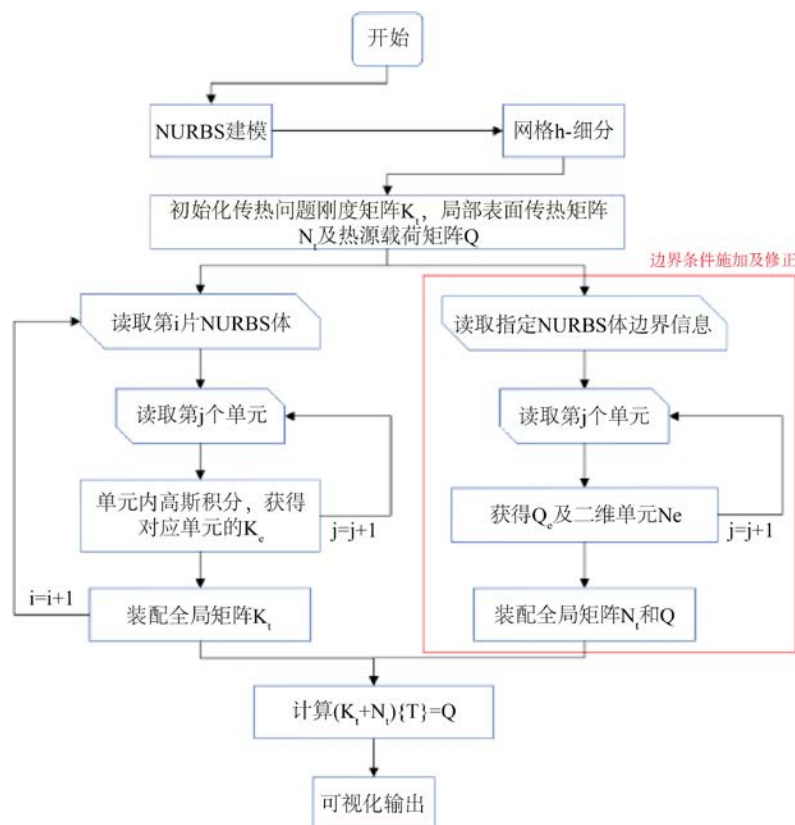 开始
NURBS建模
网格h-细分
初始化传热问题刚度矩阵Kt，局部表面传热矩阵
Nt及热源载荷矩阵Q
边界条件施加及修正
读取第i片NURBS体
读取指定NURBS体边界信息
读取第j个单元
读取第j个单元
单元内高斯积分，获得
对应单元的Ke
j=j+1
获得Qe及二维单元Ne
j=j+1
i=i+1
装配全局矩阵Kt
装配全局矩阵Nt和Q
计算(Kt+Nt){T}=Q
可视化输出